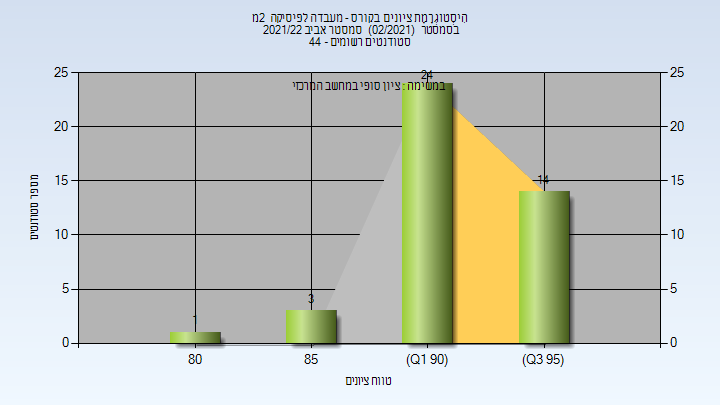 היסטוגרמת ציונים בקורס - מעבדה לפיסיקה 2מ
בסמסטר (02/2021) סמסטר אביב 2021/22
סטודנטים רשומים - 44
במשימה : ציון סופי במחשב המרכזי
מספר סטודנטים
25
20
15
10
5
0
25
20
15
10
5
0
1
3
24
14
80
85
(Q1 90)
(Q3 95)
טווח ציונים